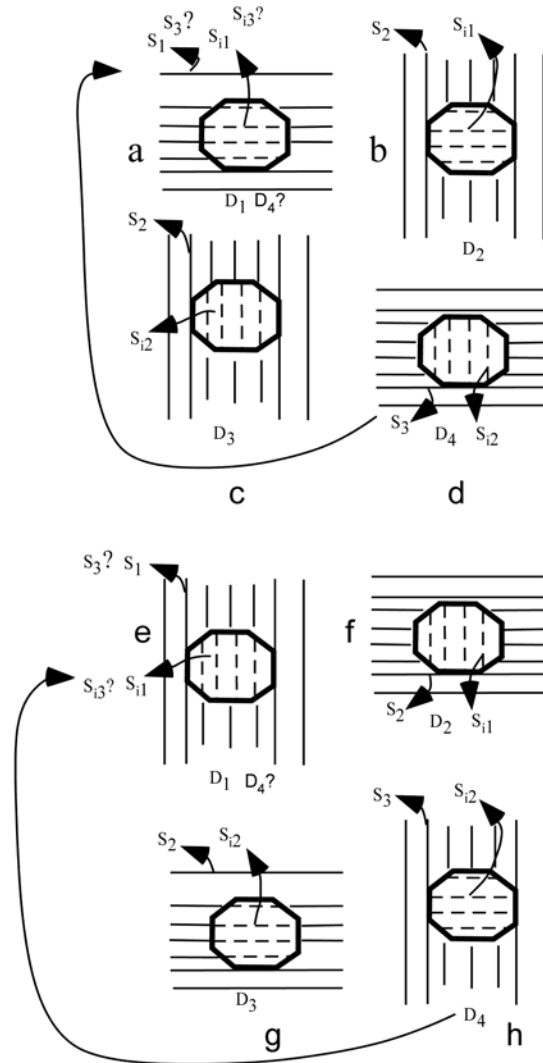 S3? Si3?
S1 Si1
S2 Si1
a
b
D1 D4?
D2
S2
Si2
D3
S3 D4 Si2
c
d
S3? S1
e
f
Si3? Si1
S2 D2 Si1
D1 D4?
S3 Si2
S2 Si2
D3
D4
g
h